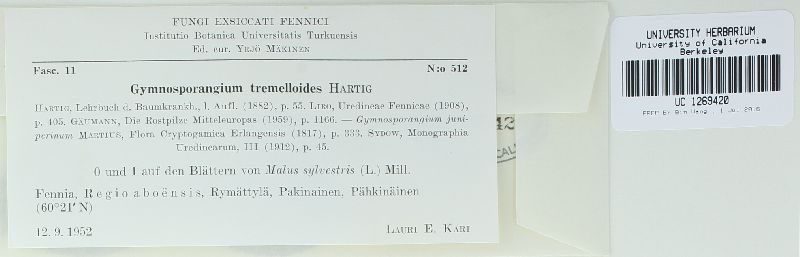 FUNGI EXSICCATI FENNICI
Institutio Botanica Universitatis Turkuensis
Ed. cur. YRJÖ MÄKINEN
Fasc. 11 N:o 512
Gymnosporangium tremelloides HARTIG
HARTIG, Lehrbuch d. Baumkrankh., 1. Aufl. (1882), p. 55. LIRO, Uredineae Fennicae (1908),
p. 405. GÄUMANN, Die Rostpilze Mitteleuropas (1959), p. 1166. — Gymnosporangium juni-
perinum MARTIUS, Flora Cryptogamica Erlangensis (1817), p. 333, SYDOW, Monographia
Uredinearum, III (1912), p. 45.
0 und I auf den Blättern von Malus sylvestris (L.) Mill.
Fennia, Regio aboënsis, Rymättylä, Pakinainen, Pähkinäinen
(60°21' N)
12. 9. 1952 LAURI E. KARI
UNIVERSITY HERBARIUM
University of California
Berkeley
UC 1269420